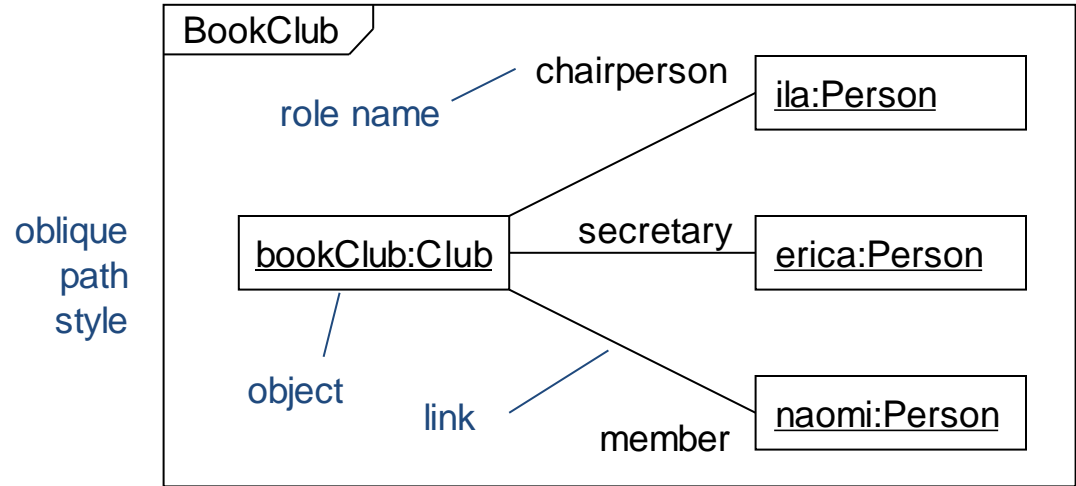 BookClub
chairperson
role name
ila:Person
oblique
path
style
bookClub:Club
secretary
erica:Person
object
link
member
naomi:Person